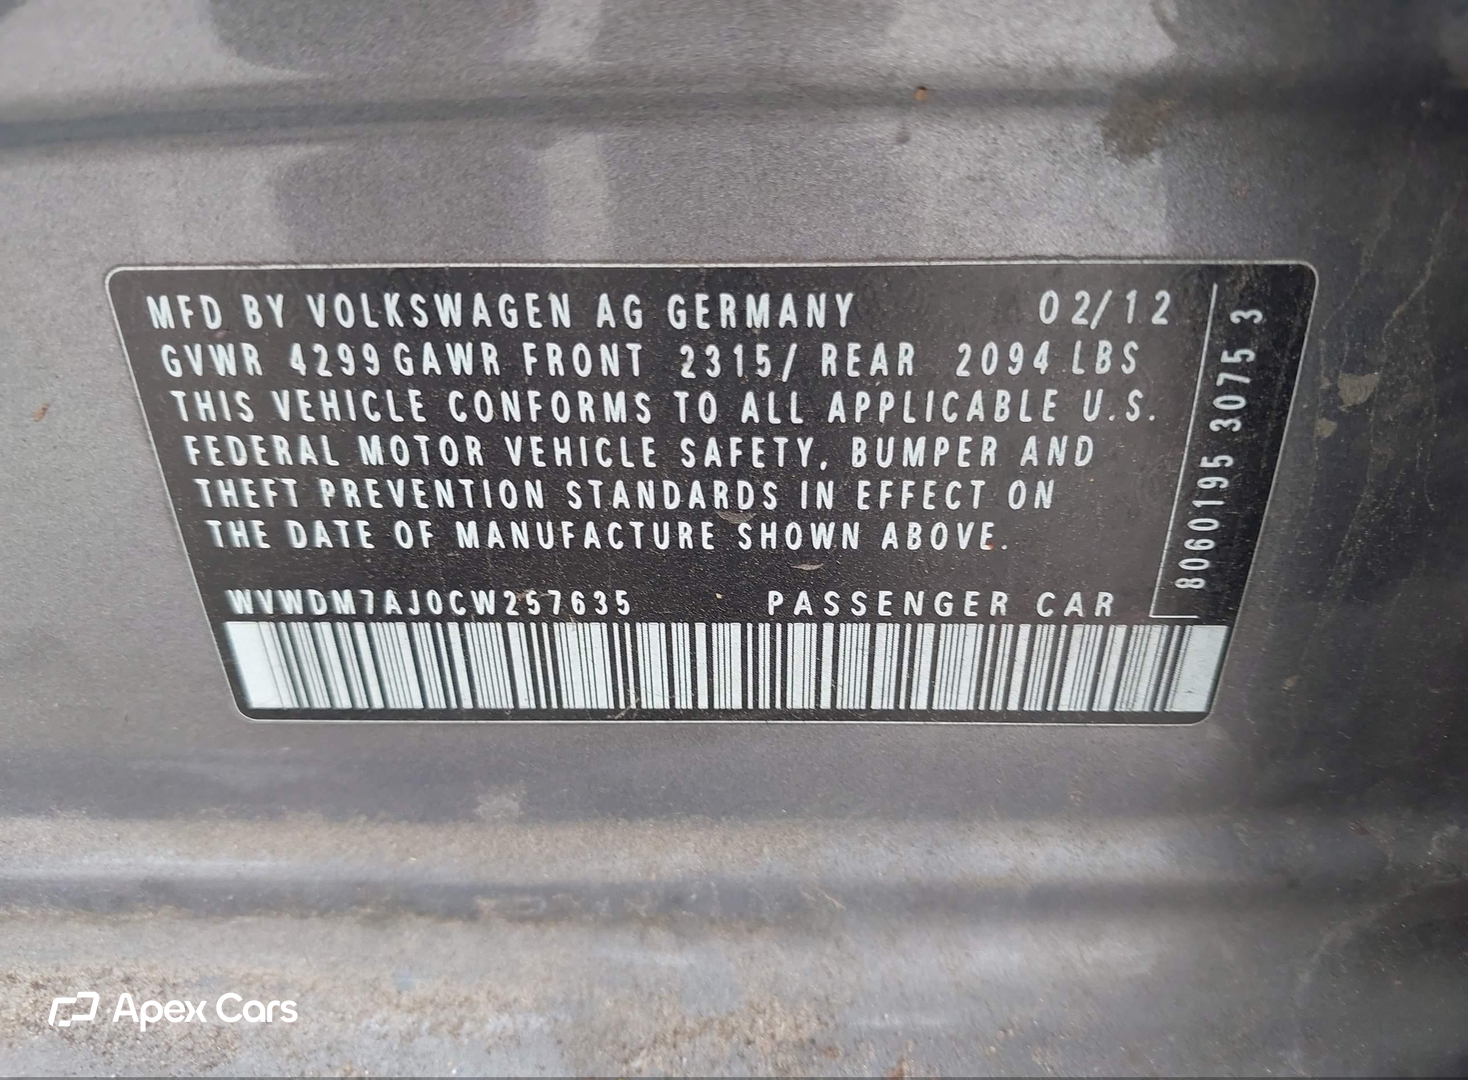 MFD BY VOLKSWAGEN AG GERMANY 02/12
GVWR 4299 GAWR FRONT 2315/ REAR 2094 LBS
THIS VEHICLE CONFORMS TO ALL APPLICABLE U.S.
FEDERAL MOTOR VEHICLE SAFETY, BUMPER AND
THEFT PREVENTION STANDARDS IN EFFECT ON
THE DATE OF MANUFACTURE SHOWN ABOVE.
WVWDM7AJ0CW257635 PASSENGER CAR
8060195 3075 3
Apex Cars